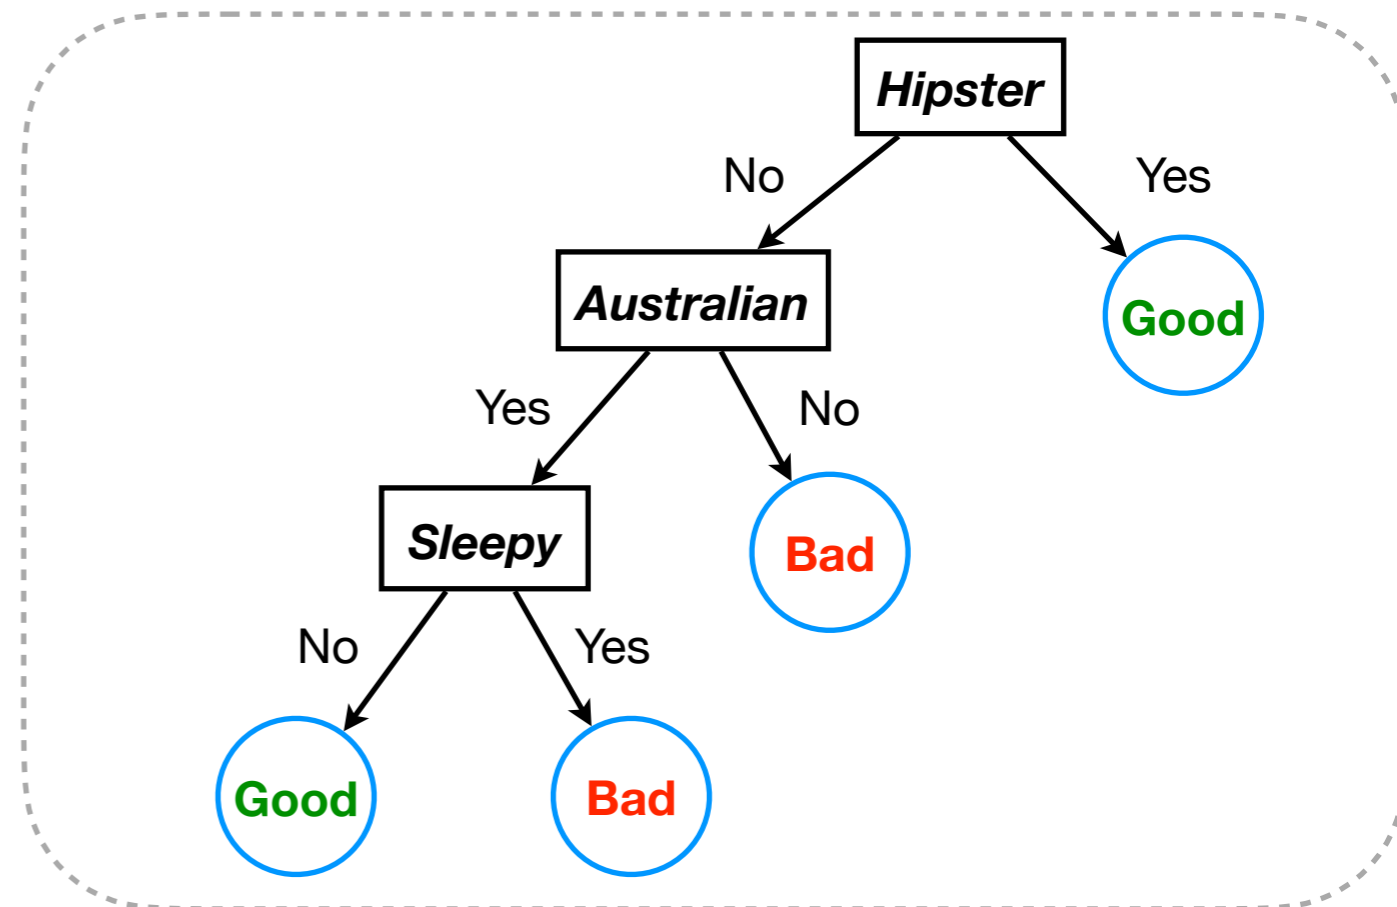 Hipster
No
Yes
Australian
Good
Yes
No
Sleepy
Bad
No
Yes
Good
Bad